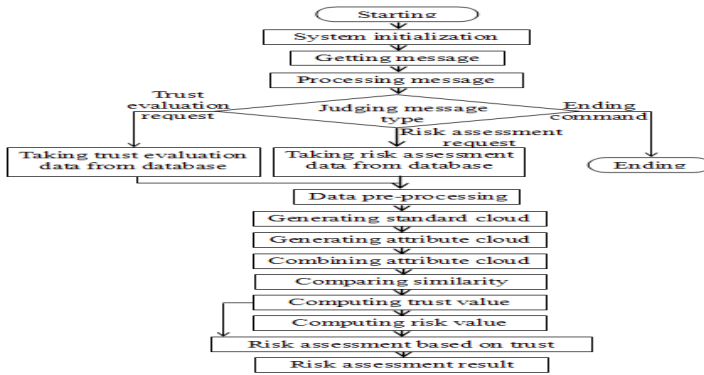 Starting
System initialization
Getting message
Processing message
Trust
evaluation
request
Judging message
type
Ending
command
Risk assessment
request
Taking trust evaluation
data from database
Taking risk assessment
data from database
Ending
Data pre-processing
Generating standard cloud
Generating attribute cloud
Combining attribute cloud
Comparing similarity
Computing trust value
Computing risk value
Risk assessment based on trust
Risk assessment result